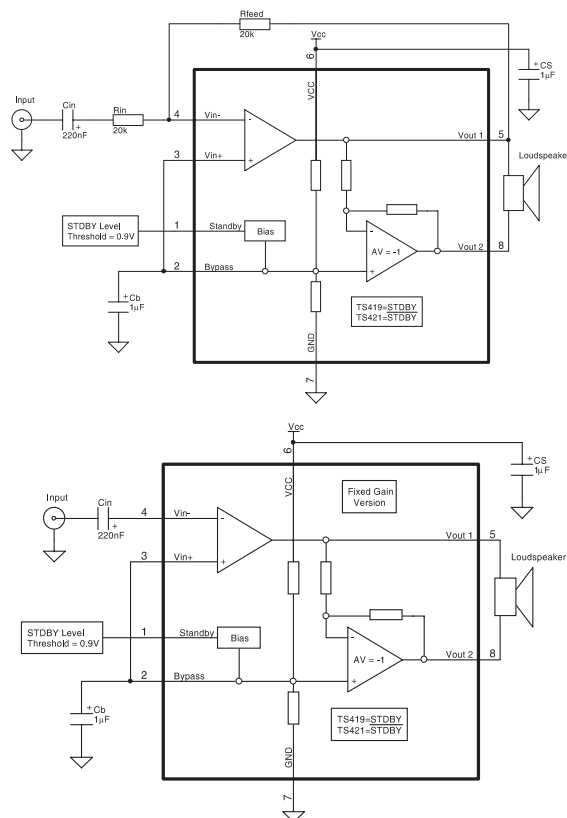 Rfeed
20k
Vcc
6
+ CS
1µF
Input
Cin
+
220nF
Rin
20k
VCC
4
Vin-
-
Vout 1
5
Loudspeake
3
Vin+
+
STDBY Level
Threshold = 0.9V
1
Standby
Bias
-
AV = -1
+
Vout 2
8
2
Bypass
+ Cb
1µF
TS419=STDBY
TS421=STDBY
GND
7
Vcc
6
+ CS
1µF
VCC
Fixed Gain
Version
Input
Cin
+
220nF
4
Vin-
-
Vout 1
5
Loudspeaker
3
Vin+
+
STDBY Level
Threshold = 0.9V
1
Standby
Bias
-
AV = -1
+
Vout 2
8
2
Bypass
+ Cb
1µF
TS419=STDBY
TS421=STDBY
GND
7